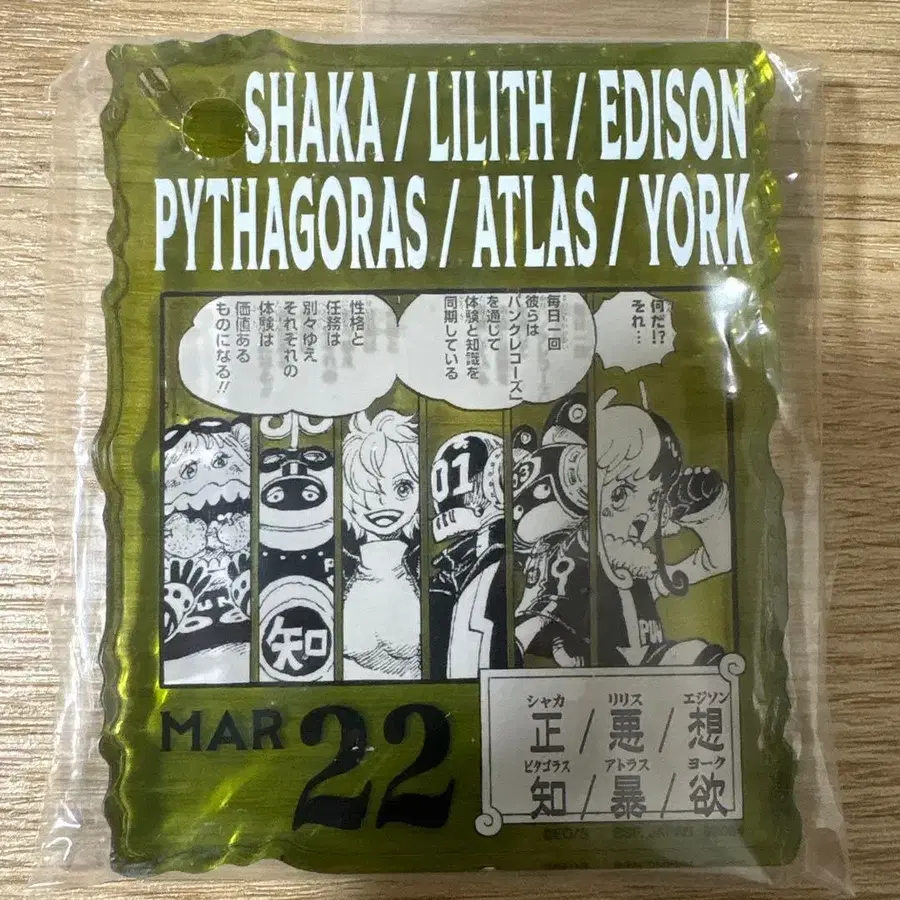 SHAKA / LILITH / EDISON
PYTHAGORAS / ATLAS / YORK
何だ!?
それ…
毎日一回
彼らは
「パンクレコーズ」
を通じて
体験と知識を
同期している
性格と
任務は
別々ゆえ
それぞれの
体験は
価値ある
ものになる!!
01
03
知
PUN
MAR 22
シャカ リリス エジソン
正 / 悪 / 想
ピタゴラス アトラス ヨーク
知 / 暴 / 欲